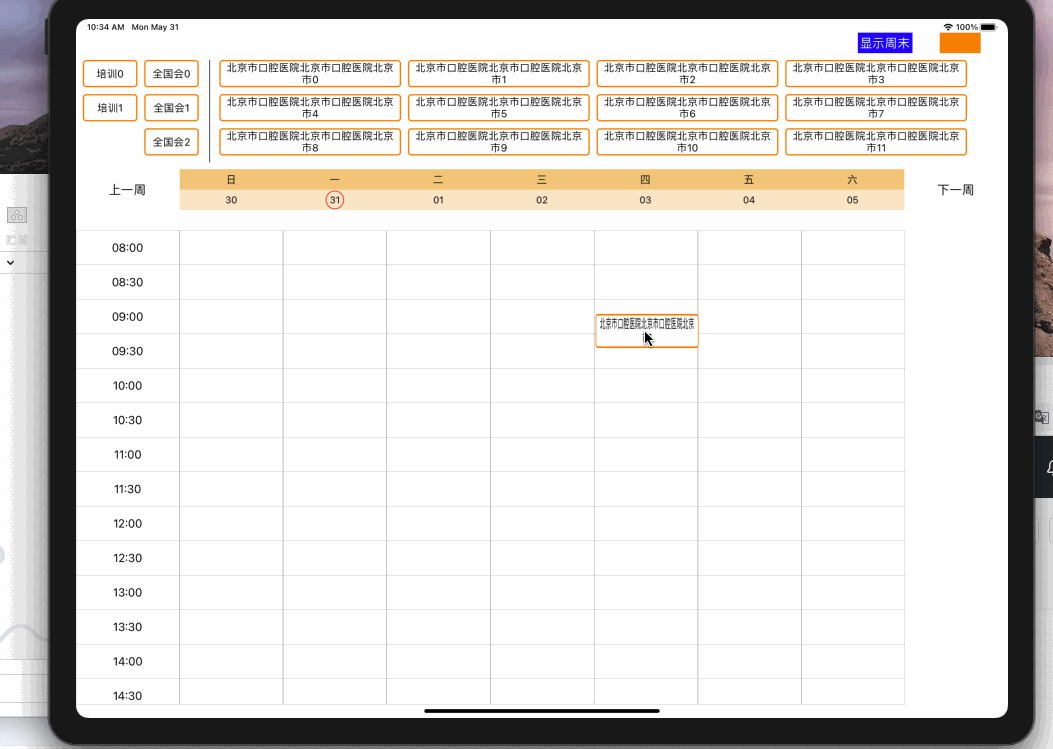 10:34 AM Mon May 31
100%
显示周末
培训0 全国会0
培训1 全国会1
全国会2
北京市口腔医院北京市口腔医院北京
市0
北京市口腔医院北京市口腔医院北京
市1
北京市口腔医院北京市口腔医院北京
市2
北京市口腔医院北京市口腔医院北京
市3
北京市口腔医院北京市口腔医院北京
市4
北京市口腔医院北京市口腔医院北京
市5
北京市口腔医院北京市口腔医院北京
市6
北京市口腔医院北京市口腔医院北京
市7
北京市口腔医院北京市口腔医院北京
市8
北京市口腔医院北京市口腔医院北京
市9
北京市口腔医院北京市口腔医院北京
市10
北京市口腔医院北京市口腔医院北京
市11
上一周
日 一 二 三 四 五 六
30 31 01 02 03 04 05
下一周
08:00
08:30
09:00
北京市口腔医院北京市口腔医院北京
09:30
10:00
10:30
11:00
11:30
12:00
12:30
13:00
13:30
14:00
14:30